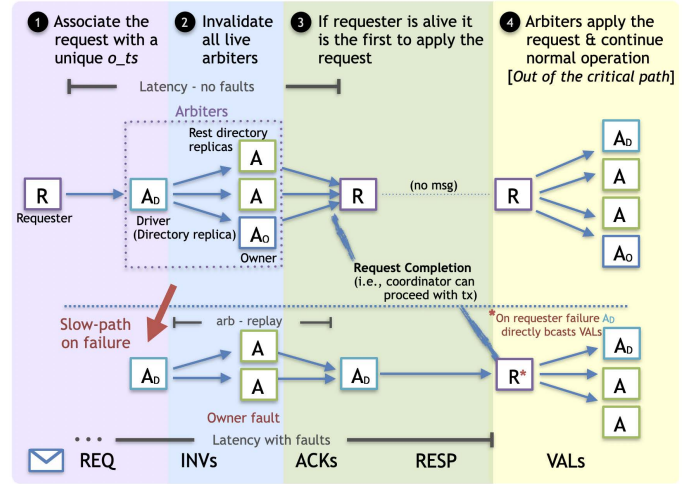 1 Associate the
request with a
unique o_ts
2 Invalidate
all live
arbiters
3 If requester is alive it
is the first to apply the
request
4 Arbiters apply the
request & continue
normal operation
[Out of the critical path]
Latency - no faults
Arbiters
Rest directory
replicas
R
Requester
AD
Driver
(Directory replica)
A
A
AO
Owner
R
(no msg)
R
AD
A
A
AO
Request Completion
(i.e., coordinator can
proceed with tx)
Slow-path
on failure
arb - replay
*On requester failure AD
directly bcasts VALs
AD
A
A
Owner fault
AD
R*
AD
A
A
... Latency with faults
REQ INVs ACKs RESP VALs